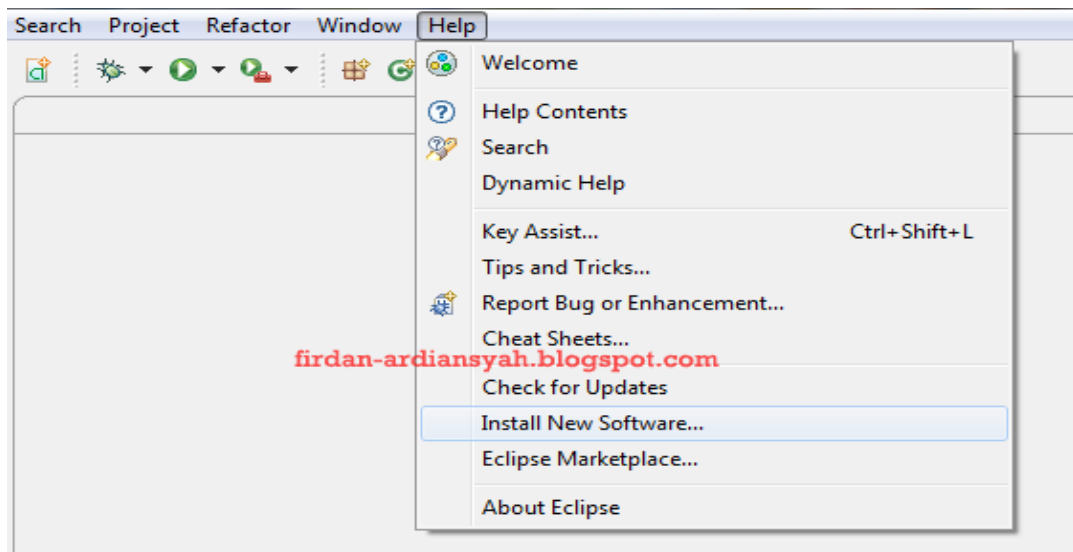 Search Project Refactor Window Help
Welcome
Help Contents
Search
Dynamic Help
Key Assist... Ctrl+Shift+L
Tips and Tricks...
Report Bug or Enhancement...
Cheat Sheets...
firdan-ardiansyah.blogspot.com
Check for Updates
Install New Software...
Eclipse Marketplace...
About Eclipse